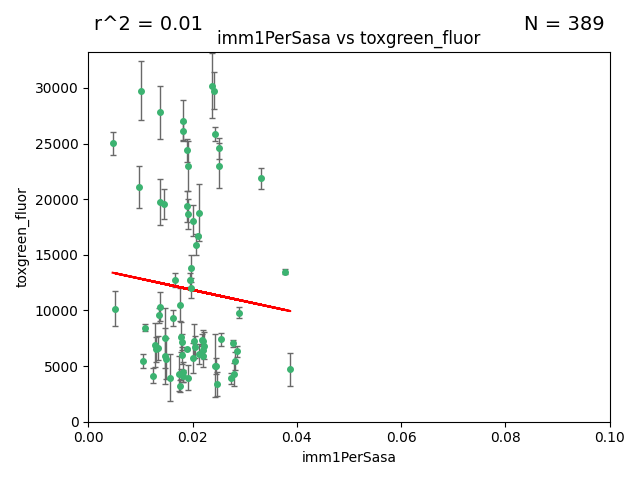 r^2 = 0.01
N = 389
imm1PerSasa vs toxgreen_fluor
toxgreen_fluor
30000
25000
20000
15000
10000
5000
0
0.00
0.02
0.04
0.06
0.08
0.10
imm1PerSasa